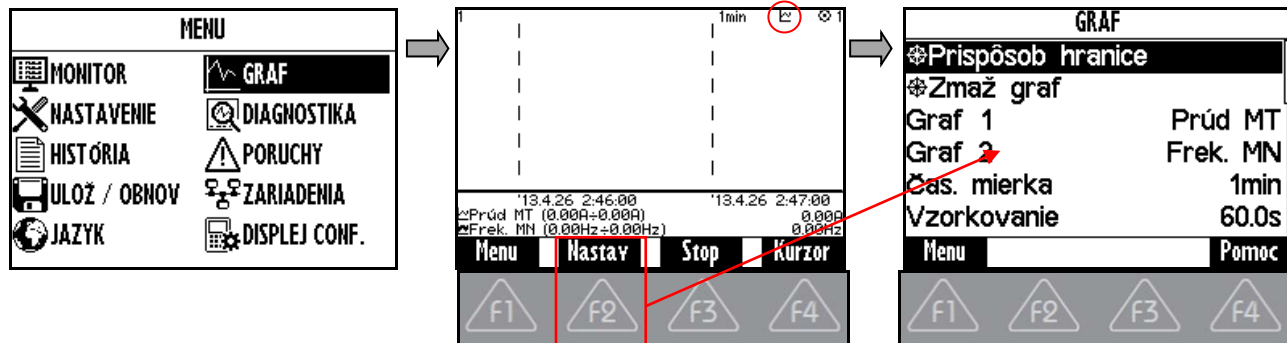 MENU
MONITOR GRAF
NASTAVENIE DIAGNOSTIKA
HISTÓRIA PORUCHY
ULOŽ / OBNOV ZARIADENIA
JAZYK DISPLEJ CONF.
1 1min 1
'13.4.26 2:46:00 '13.4.26 2:47:00
Prúd MT (0.00A÷0.00A) 0.00A
Frek. MN (0.00Hz÷0.00Hz) 0.00Hz
Menu Nastav Stop Kurzor
F1 F2 F3 F4
GRAF
Prispôsob hranice
Zmaž graf
Graf 1 Prúd MT
Graf 2 Frek. MN
Čas. mierka 1min
Vzorkovanie 60.0s
Menu Pomoc
F1 F2 F3 F4